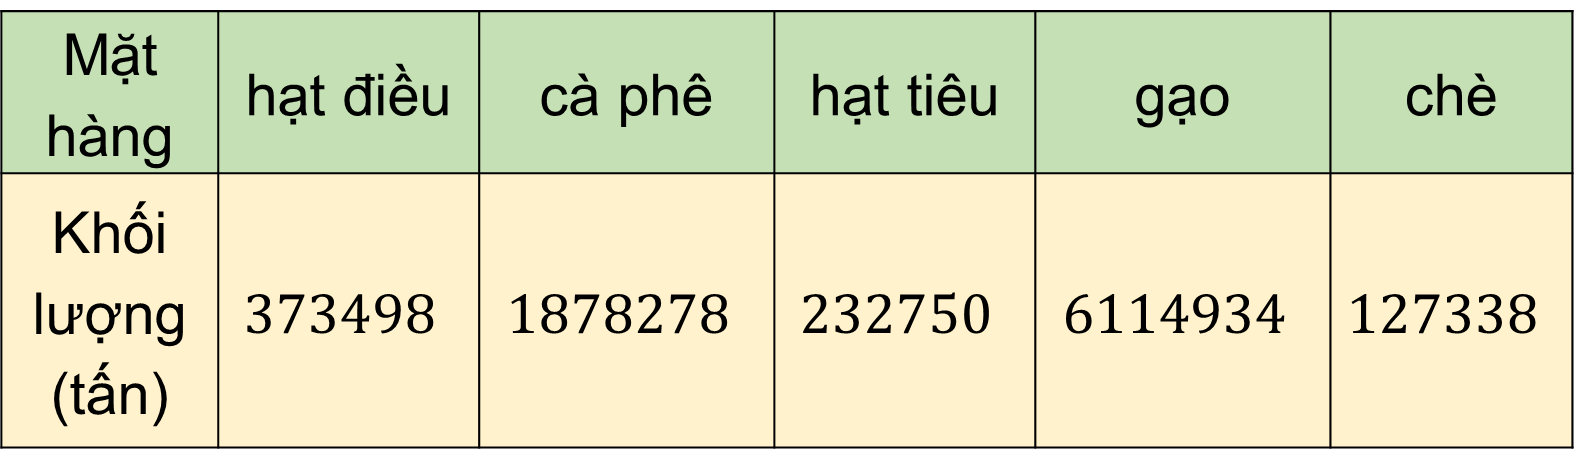 Mặt hàng hạt điều cà phê hạt tiêu gạo chè
Khối lượng (tấn) 373498 1878278 232750 6114934 127338